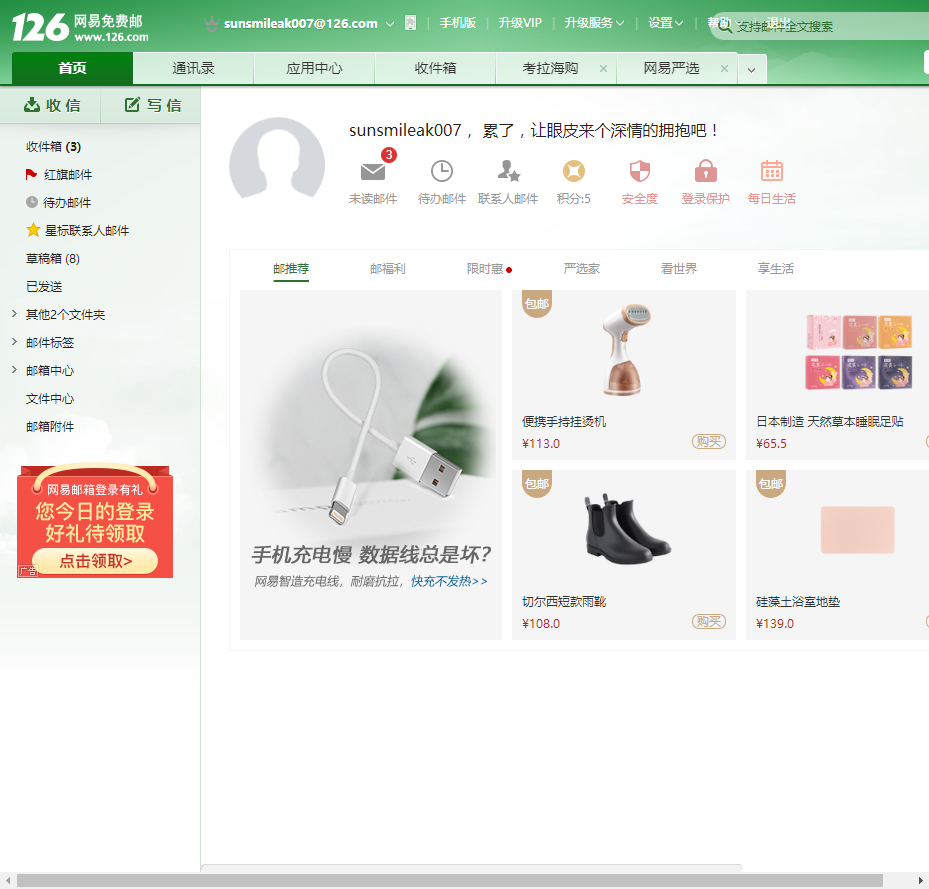 126 网易免费邮
www.126.com
sunsmileak007@126.com
手机版
升级VIP
升级服务
设置
帮助
退出
支持邮件全文搜索
首页
通讯录
应用中心
收件箱
考拉海购
网易严选
收 信
写 信
收件箱 (3)
红旗邮件
待办邮件
星标联系人邮件
草稿箱 (8)
已发送
其他2个文件夹
邮件标签
邮箱中心
文件中心
邮箱附件
网易邮箱登录有礼
您今日的登录
好礼待领取
点击领取>
广告
sunsmileak007 ，累了，让眼皮来个深情的拥抱吧！
3
未读邮件
待办邮件
联系人邮件
积分:5
安全度
登录保护
每日生活
邮推荐
邮福利
限时惠
严选家
看世界
享生活
手机充电慢 数据线总是坏？
网易智造充电线，耐磨抗拉，快充不发热>>
包邮
便携手持挂烫机
¥113.0
购买
日本制造 天然草本睡眠足贴
¥65.5
包邮
切尔西短款雨靴
¥108.0
购买
包邮
硅藻土浴室地垫
¥139.0